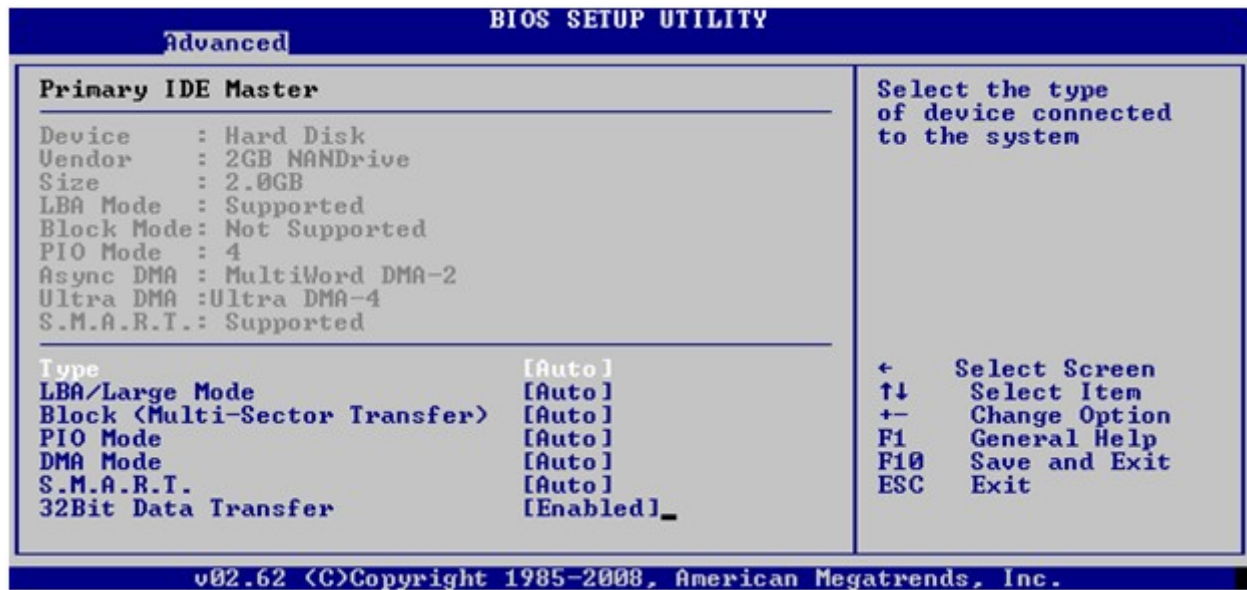 BIOS SETUP UTILITY
Advanced
Primary IDE Master
Device : Hard Disk
Vendor : 2GB NANDrive
Size : 2.0GB
LBA Mode : Supported
Block Mode: Not Supported
PIO Mode : 4
Async DMA : MultiWord DMA-2
Ultra DMA :Ultra DMA-4
S.M.A.R.T.: Supported
Type [Auto]
LBA/Large Mode [Auto]
Block (Multi-Sector Transfer) [Auto]
PIO Mode [Auto]
DMA Mode [Auto]
S.M.A.R.T. [Auto]
32Bit Data Transfer [Enabled]
Select the type
of device connected
to the system
← Select Screen
↑↓ Select Item
+- Change Option
F1 General Help
F10 Save and Exit
ESC Exit
v02.62 (C)Copyright 1985-2008, American Megatrends, Inc.